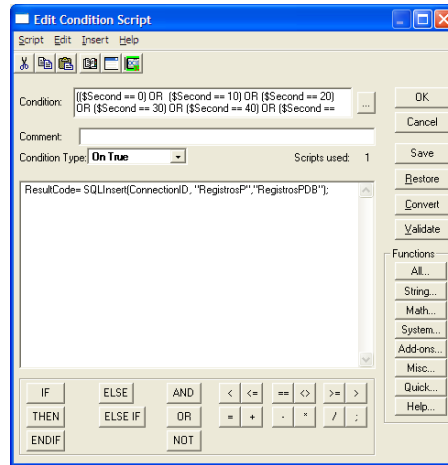 Edit Condition Script
Script Edit Insert Help
Condition:
(($Second == 0) OR ($Second == 10) OR ($Second == 20)
OR ($Second == 30) OR ($Second == 40) OR ($Second ==
...
OK
Cancel
Comment:
Condition Type: On True
Scripts used: 1
Save
Restore
Convert
Validate
ResultCode= SQLInsert(ConnectionID, "RegistrosP","RegistrosPDB");
Functions
All...
String...
Math...
System...
Add-ons...
Misc...
Quick...
Help...
IF ELSE AND < <= == <> >= >
THEN ELSE IF OR = + - * / ;
ENDIF NOT